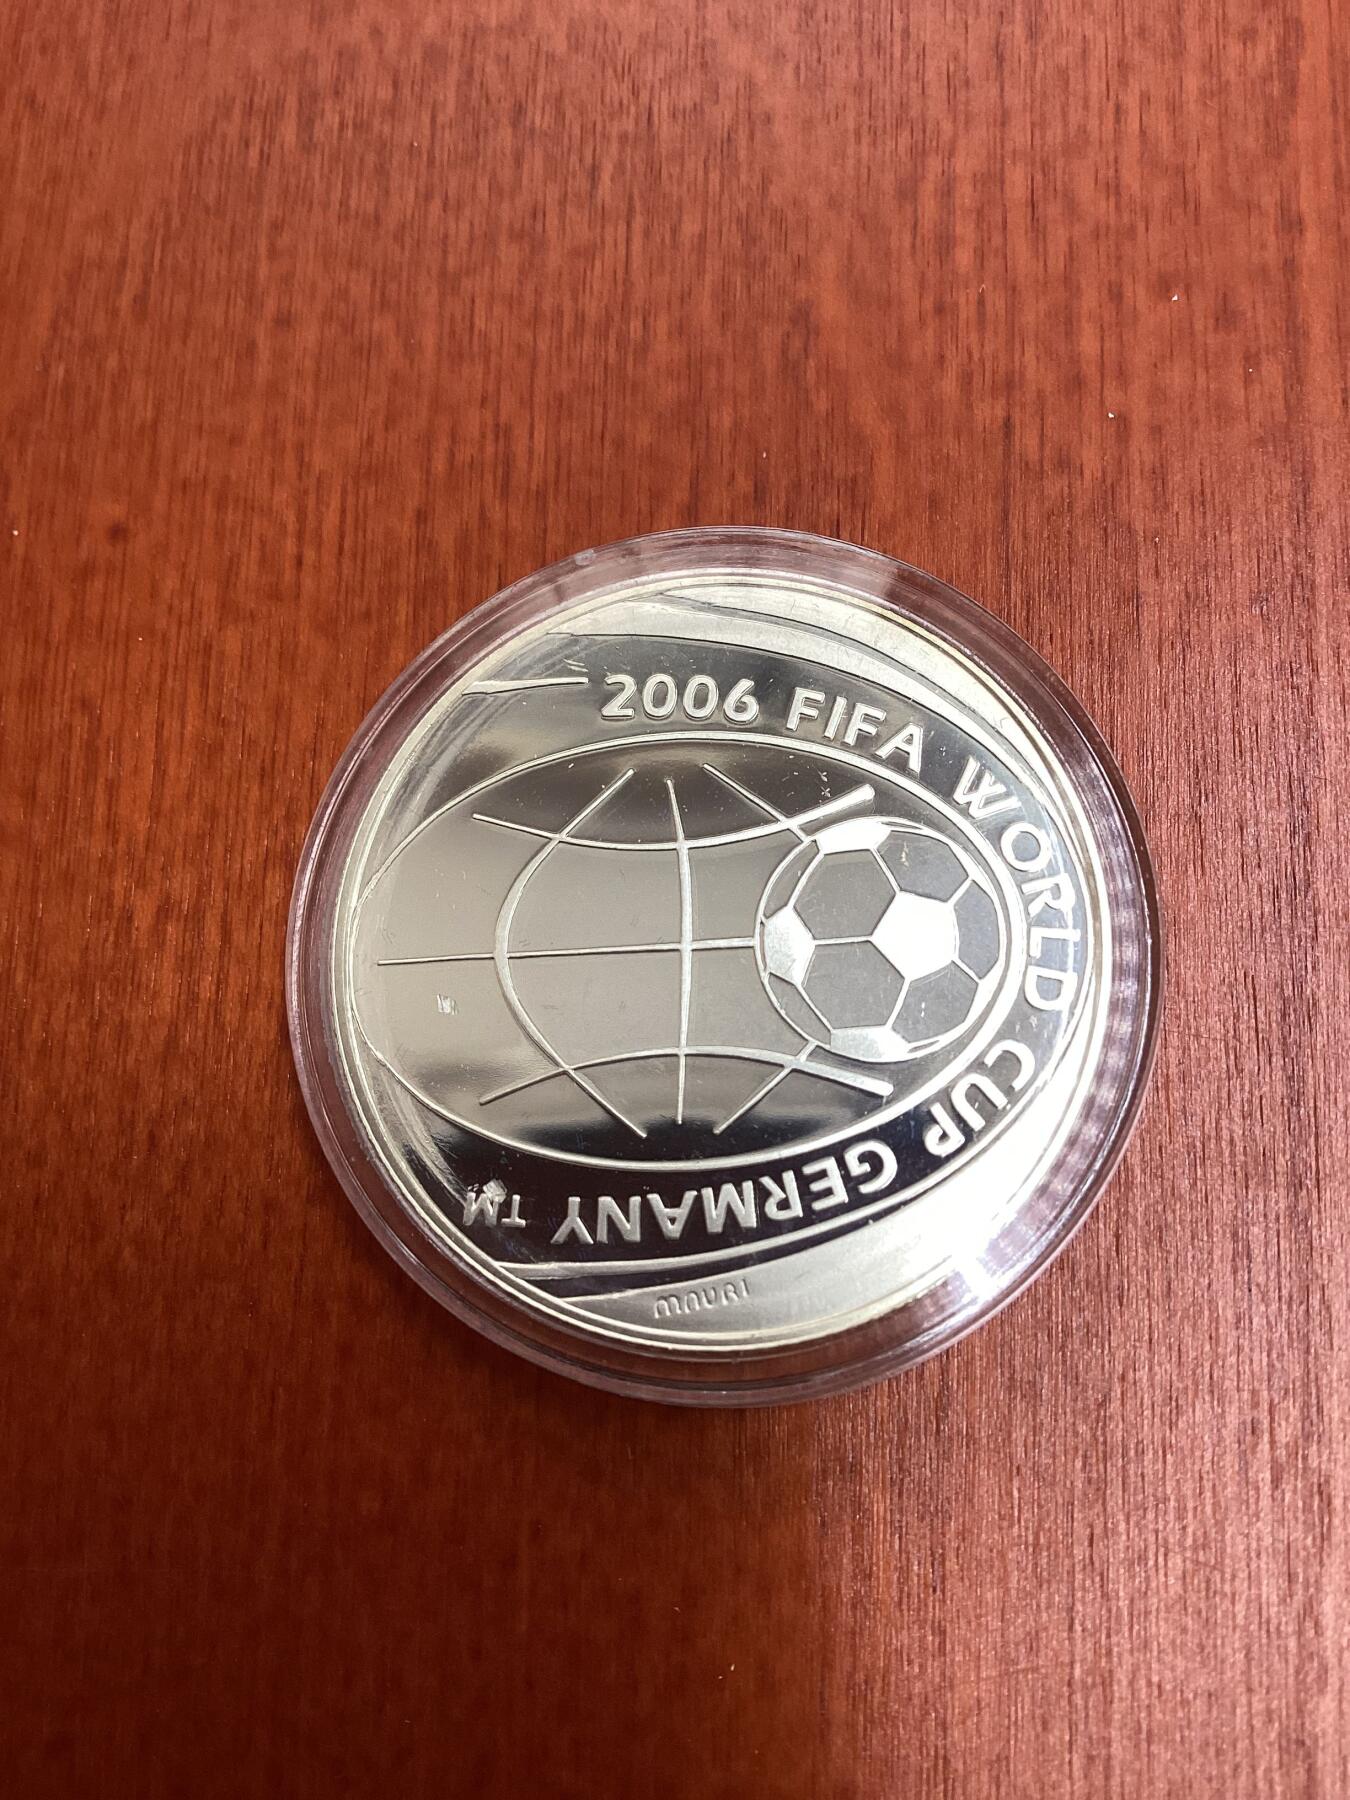 2006 FIFA WORLD CUP GERMANY ™
MAURI